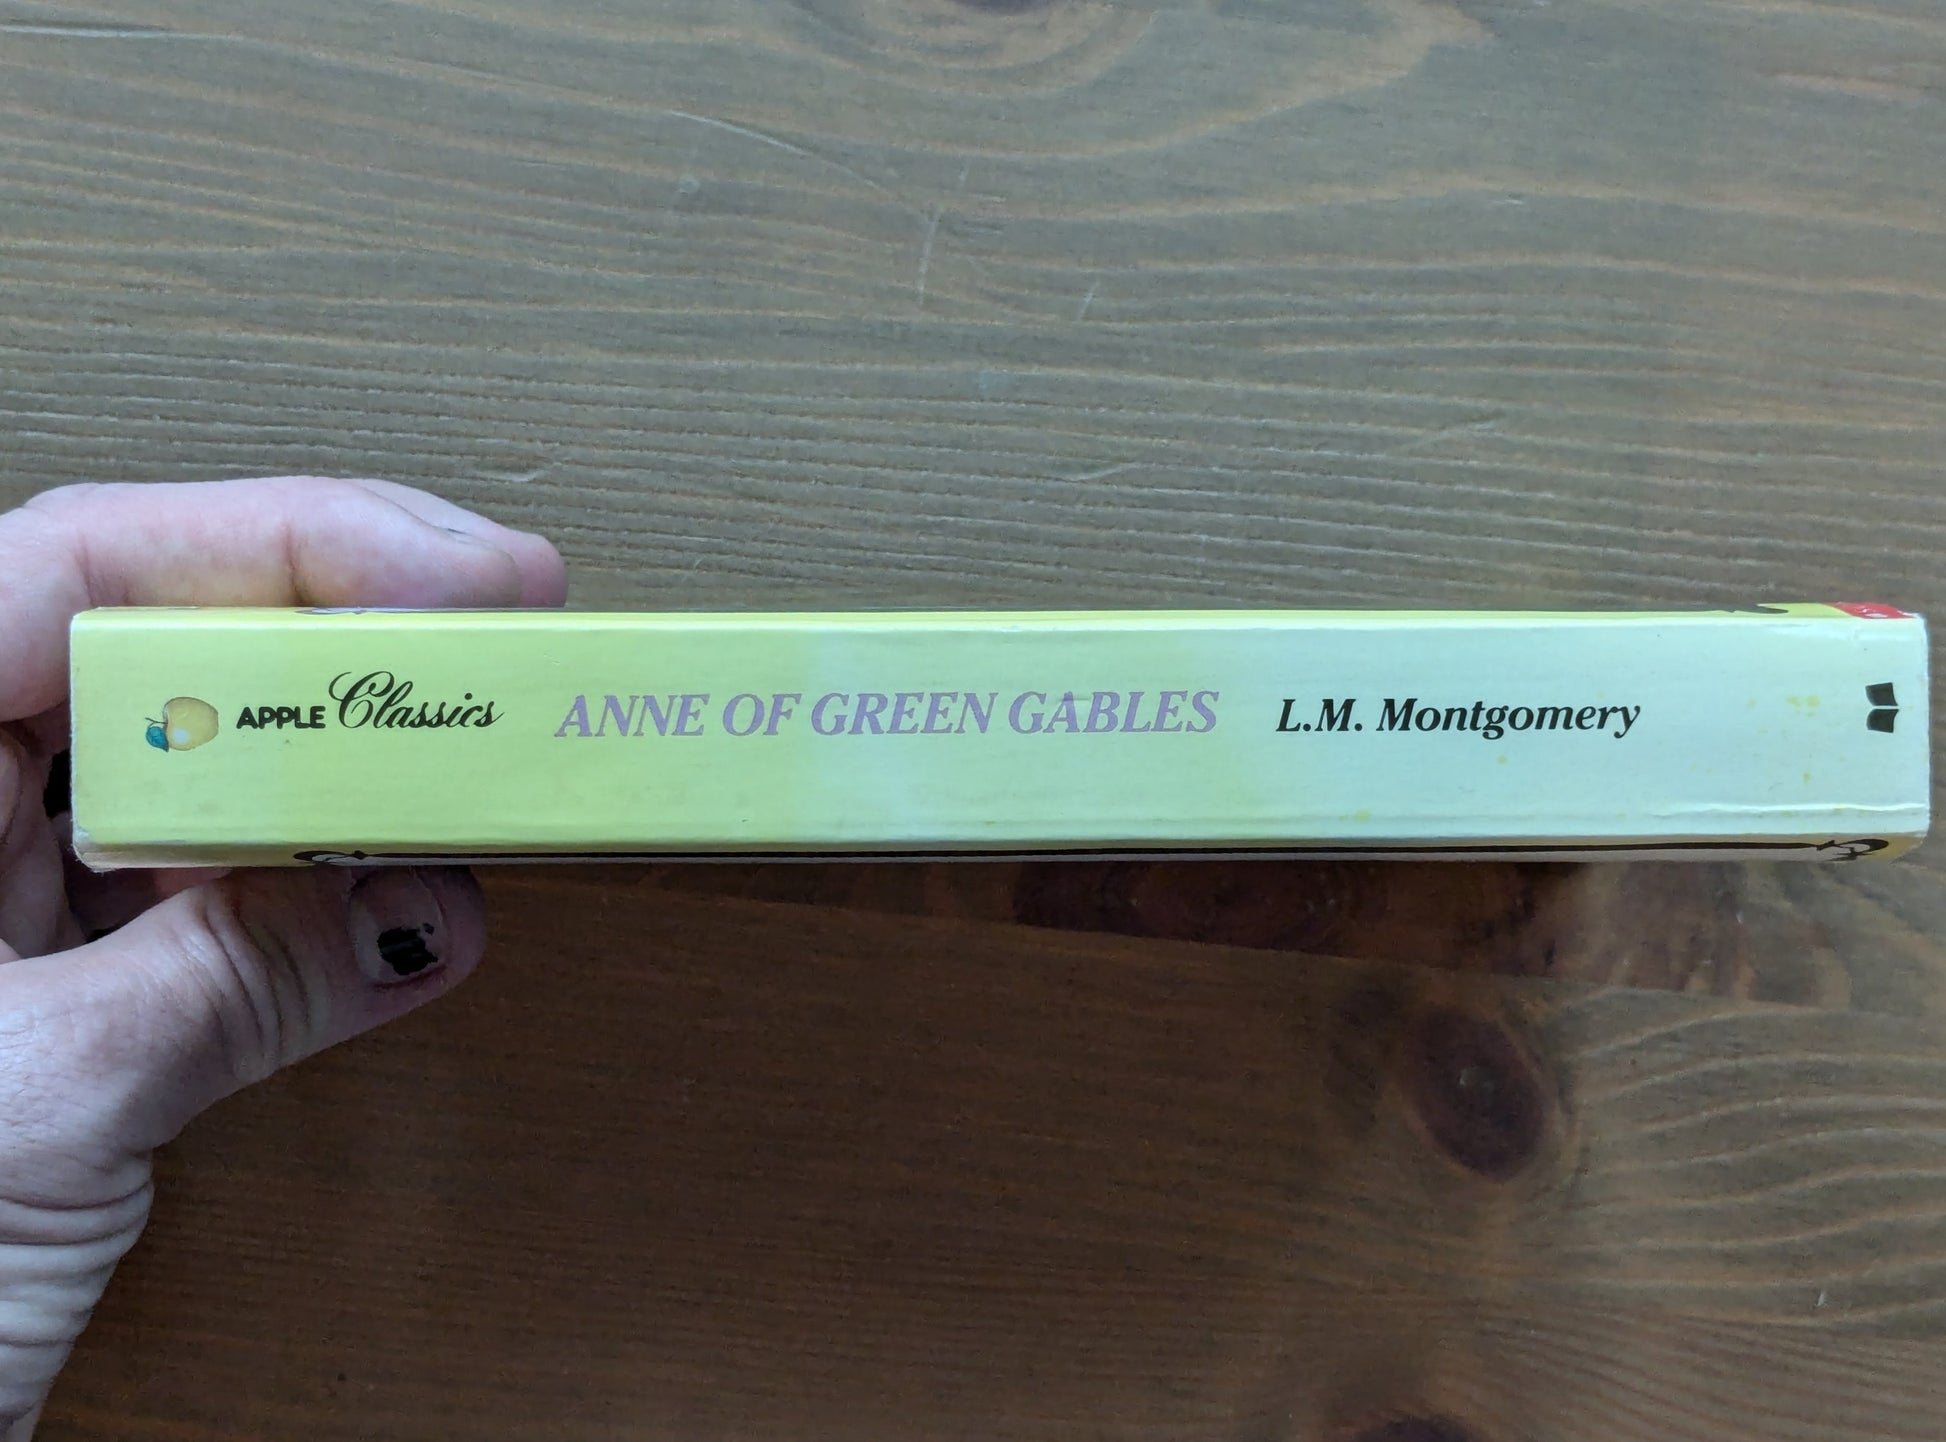 APPLE Classics ANNE OF GREEN GABLES L.M. Montgomery